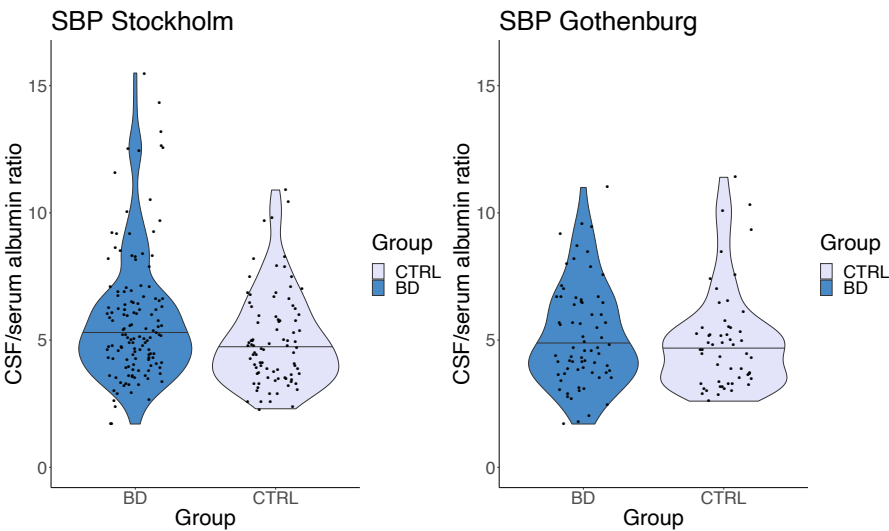 SBP Stockholm
CSF/serum albumin ratio
15
10
5
0
BD
CTRL
Group
Group
CTRL
BD
SBP Gothenburg
CSF/serum albumin ratio
15
10
5
0
BD
CTRL
Group
Group
CTRL
BD